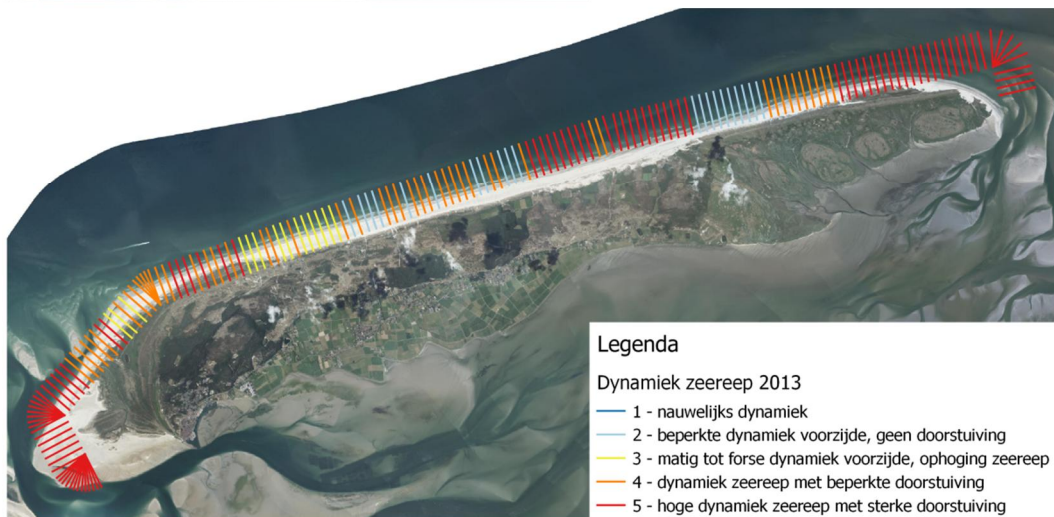 Legenda
Dynamiek zeereep 2013
1 - nauwelijks dynamiek
2 - beperkte dynamiek voorzijde, geen doorstuiving
3 - matig tot forse dynamiek voorzijde, ophoging zeereep
4 - dynamiek zeereep met beperkte doorstuiving
5 - hoge dynamiek zeereep met sterke doorstuiving